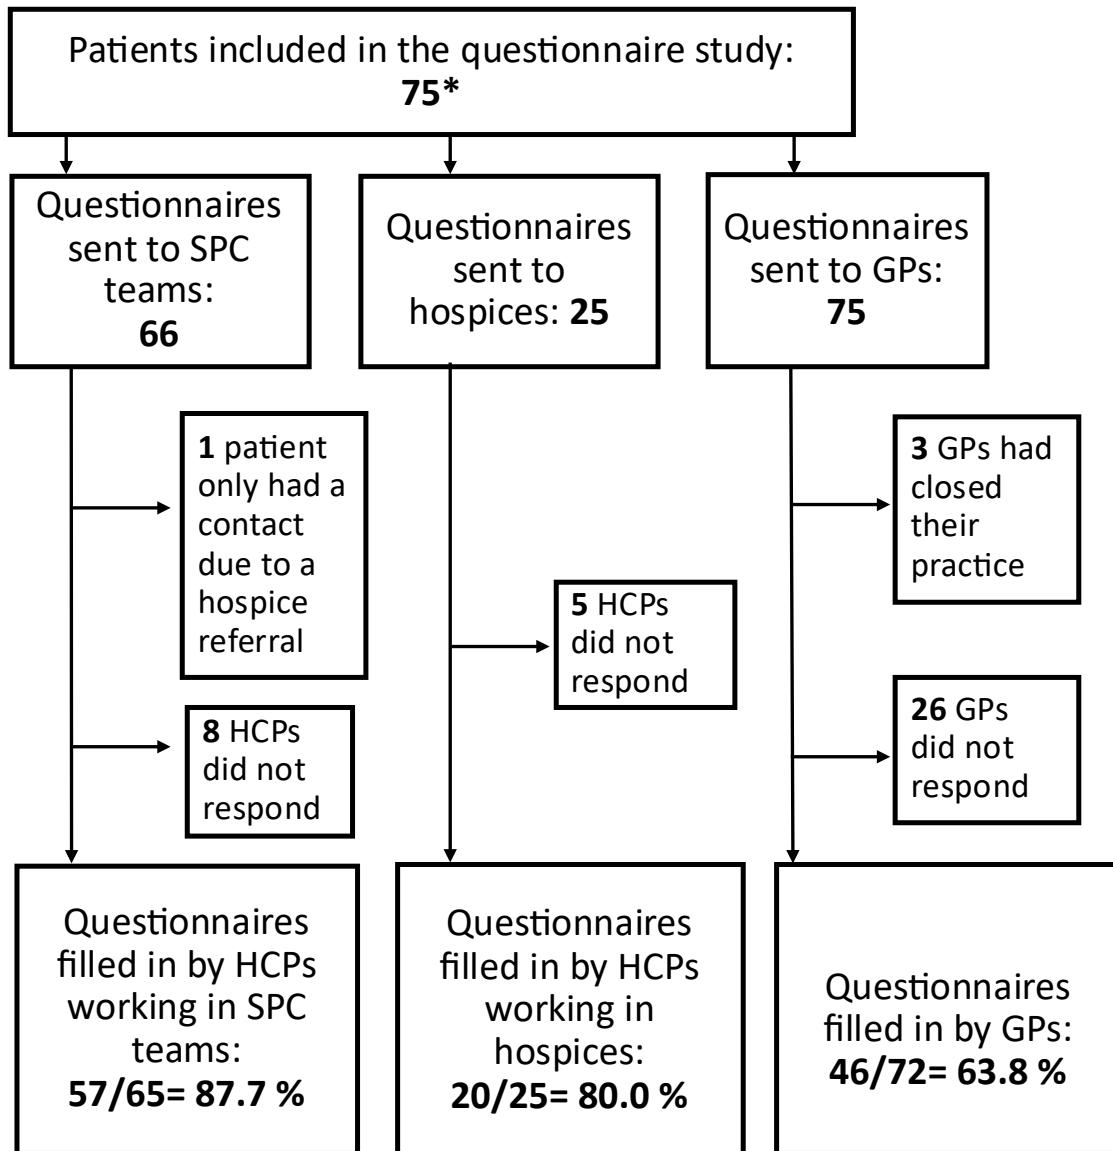 Patients included in the questionnaire study:
75*
Questionnaires
sent to SPC
teams:
66
Questionnaires
sent to
hospices: 25
Questionnaires
sent to GPs:
75
1 patient
only had a
contact
due to a
hospice
referral
3 GPs had
closed
their
practice
5 HCPs
did not
respond
8 HCPs
did not
respond
26 GPs
did not
respond
Questionnaires
filled in by HCPs
working in SPC
teams:
57/65= 87.7 %
Questionnaires
filled in by HCPs
working in
hospices:
20/25= 80.0 %
Questionnaires
filled in by GPs:
46/72= 63.8 %